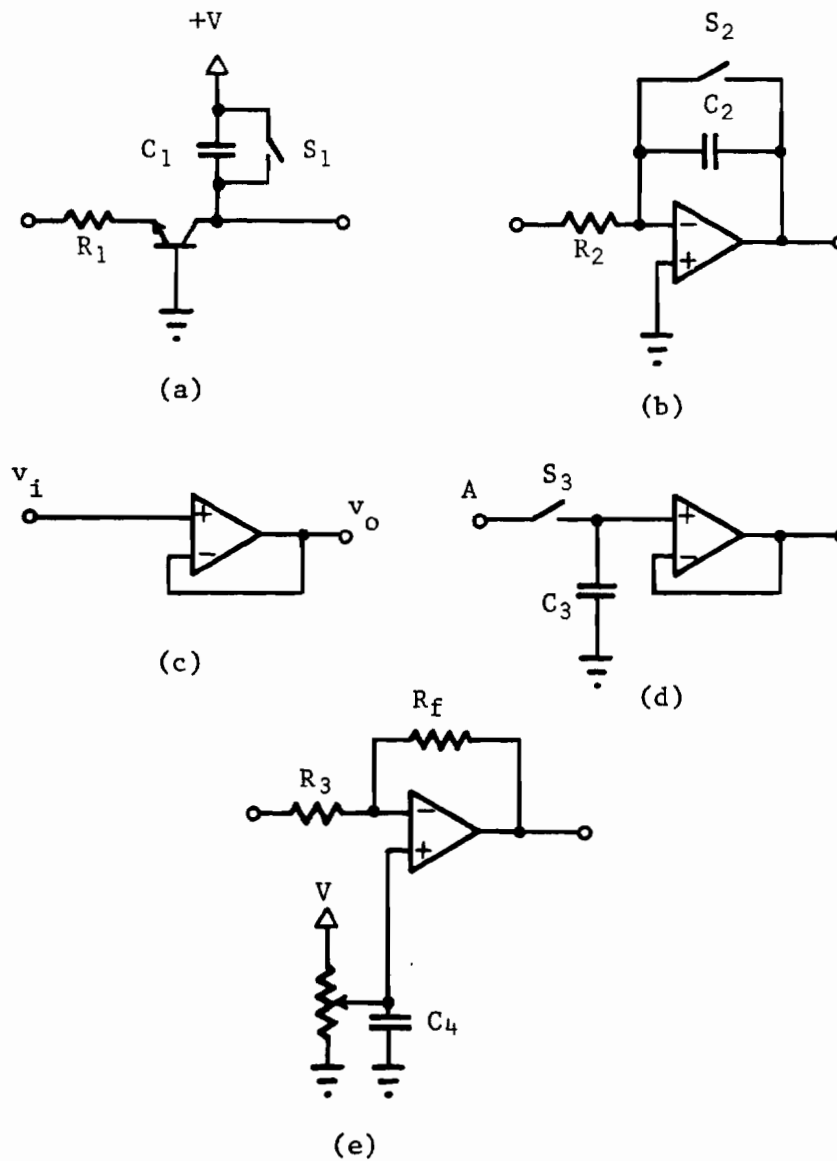 +V
C1
S1
R1
(a)
S2
C2
R2
−
+
(b)
vi
vo
+
−
(c)
A
S3
C3
+
−
(d)
Rf
R3
−
+
V
C4
(e)